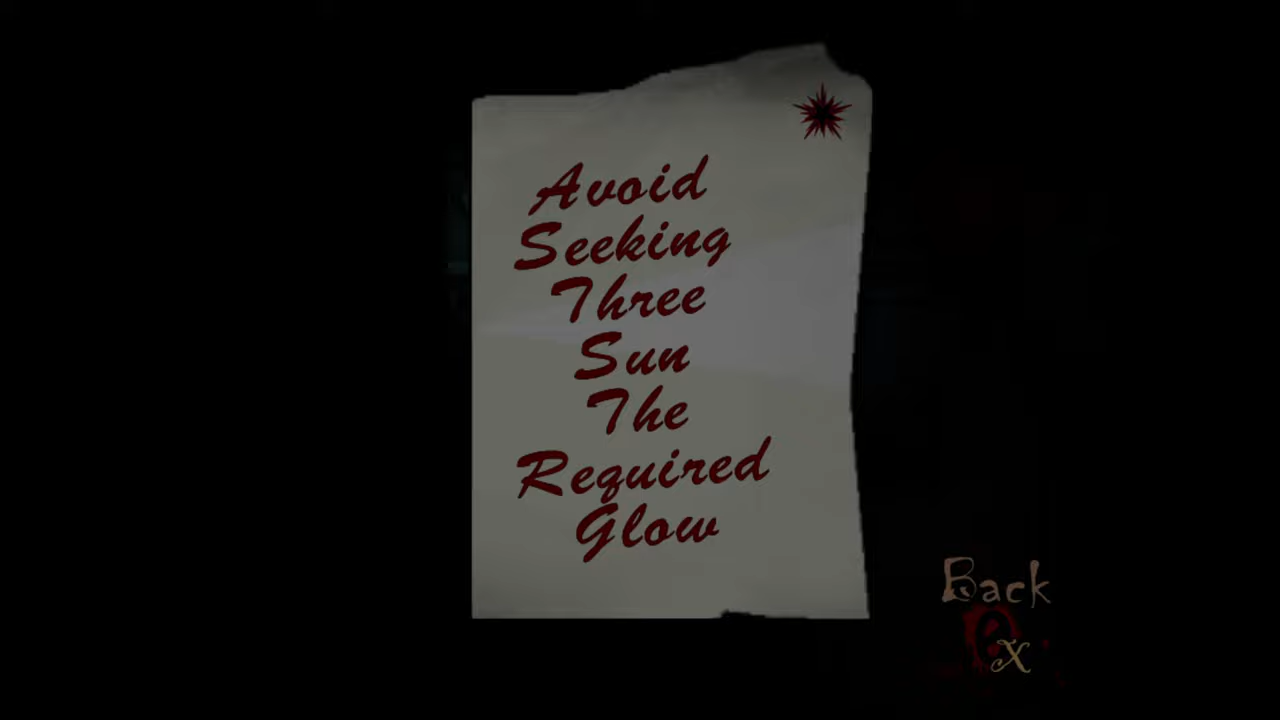 Avoid
Seeking
Three
Sun
The
Required
Glow
Back
X